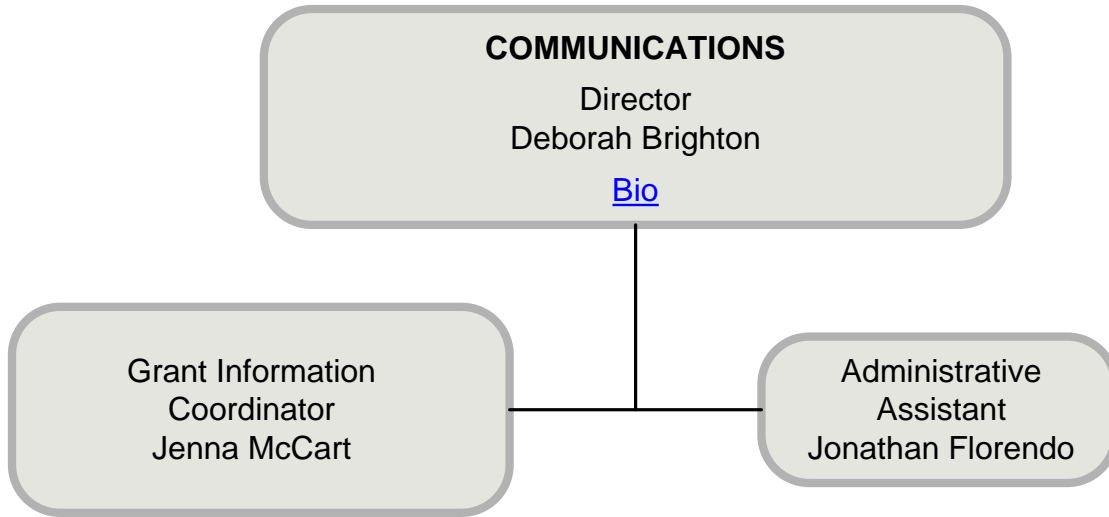 COMMUNICATIONS
Director
Deborah Brighton
Bio
Grant Information
Coordinator
Jenna McCart
Administrative
Assistant
Jonathan Florendo